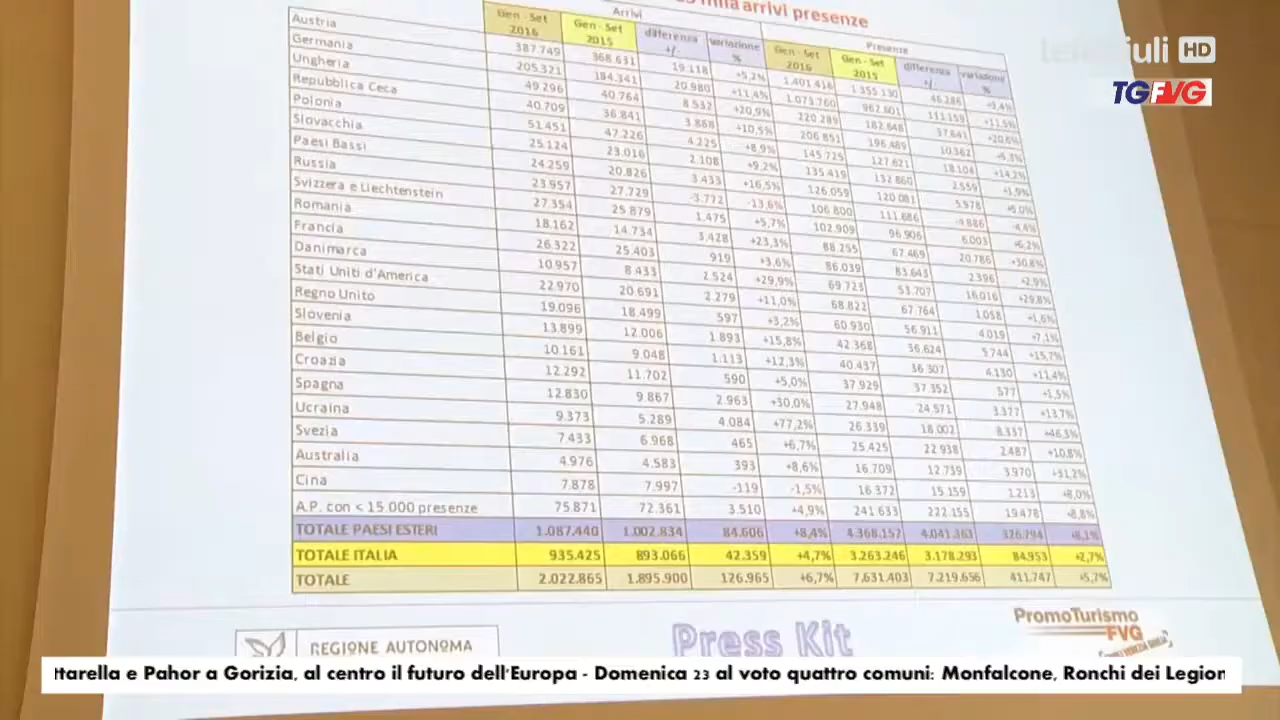 mila arrivi presenze
Arrivi Presenze
Gen - Set 2016 Gen - Set 2015 differenza +/- variazione % Gen - Set 2016 Gen - Set 2015 differenza +/- variazione %
Austria 387.749 368.631 19.118 +5,2% 1.401.416 1.355.130 46.286 +3,4%
Germania 205.321 184.341 20.980 +11,4% 1.073.760 962.601 111.159 +11,5%
Ungheria 49.296 40.764 8.532 +20,9% 220.289 182.648 37.641 +20,6%
Repubblica Ceca 40.709 36.841 3.868 +10,5% 206.851 196.489 10.362 +5,3%
Polonia 51.451 47.226 4.225 +8,9% 145.725 127.621 18.104 +14,2%
Slovacchia 25.124 23.016 2.108 +9,2% 135.419 132.860 2.559 +1,9%
Paesi Bassi 24.259 20.826 3.433 +16,5% 126.059 120.081 5.978 +5,0%
Russia 23.957 27.729 -3.772 -13,6% 106.800 111.686 -4.886 -4,4%
Svizzera e Liechtenstein 27.354 25.879 1.475 +5,7% 102.909 96.906 6.003 +6,2%
Romania 18.162 14.734 3.428 +23,3% 88.255 67.469 20.786 +30,8%
Francia 26.322 25.403 919 +3,6% 86.039 83.643 2.396 +2,9%
Danimarca 10.957 8.433 2.524 +29,9% 69.723 53.707 16.016 +29,8%
Stati Uniti d'America 22.970 20.691 2.279 +11,0% 68.822 67.764 1.058 +1,6%
Regno Unito 19.096 18.499 597 +3,2% 60.930 56.911 4.019 +7,1%
Slovenia 13.899 12.006 1.893 +15,8% 42.368 36.624 5.744 +15,7%
Belgio 10.161 9.048 1.113 +12,3% 40.437 36.307 4.130 +11,4%
Croazia 12.292 11.702 590 +5,0% 37.929 37.352 577 +1,5%
Spagna 12.830 9.867 2.963 +30,0% 27.948 24.571 3.377 +13,7%
Ucraina 9.373 5.289 4.084 +77,2% 26.339 18.002 8.337 +46,3%
Svezia 7.433 6.968 465 +6,7% 25.425 22.938 2.487 +10,8%
Australia 4.976 4.583 393 +8,6% 16.709 12.739 3.970 +31,2%
Cina 7.878 7.997 -119 -1,5% 16.372 15.159 1.213 +8,0%
A.P. con < 15.000 presenze 75.871 72.361 3.510 +4,9% 241.633 222.155 19.478 +8,8%
TOTALE PAESI ESTERI 1.087.440 1.002.834 84.606 +8,4% 4.368.157 4.041.363 326.794 +8,1%
TOTALE ITALIA 935.425 893.066 42.359 +4,7% 3.263.246 3.178.293 84.953 +2,7%
TOTALE 2.022.865 1.895.900 126.965 +6,7% 7.631.403 7.219.656 411.747 +5,7%
HD
TGFVG
REGIONE AUTONOMA
Press Kit
PromoTurismo
FVG
ttarella e Pahor a Gorizia, al centro il futuro dell'Europa - Domenica 23 al voto quattro comuni: Monfalcone, Ronchi dei Legion